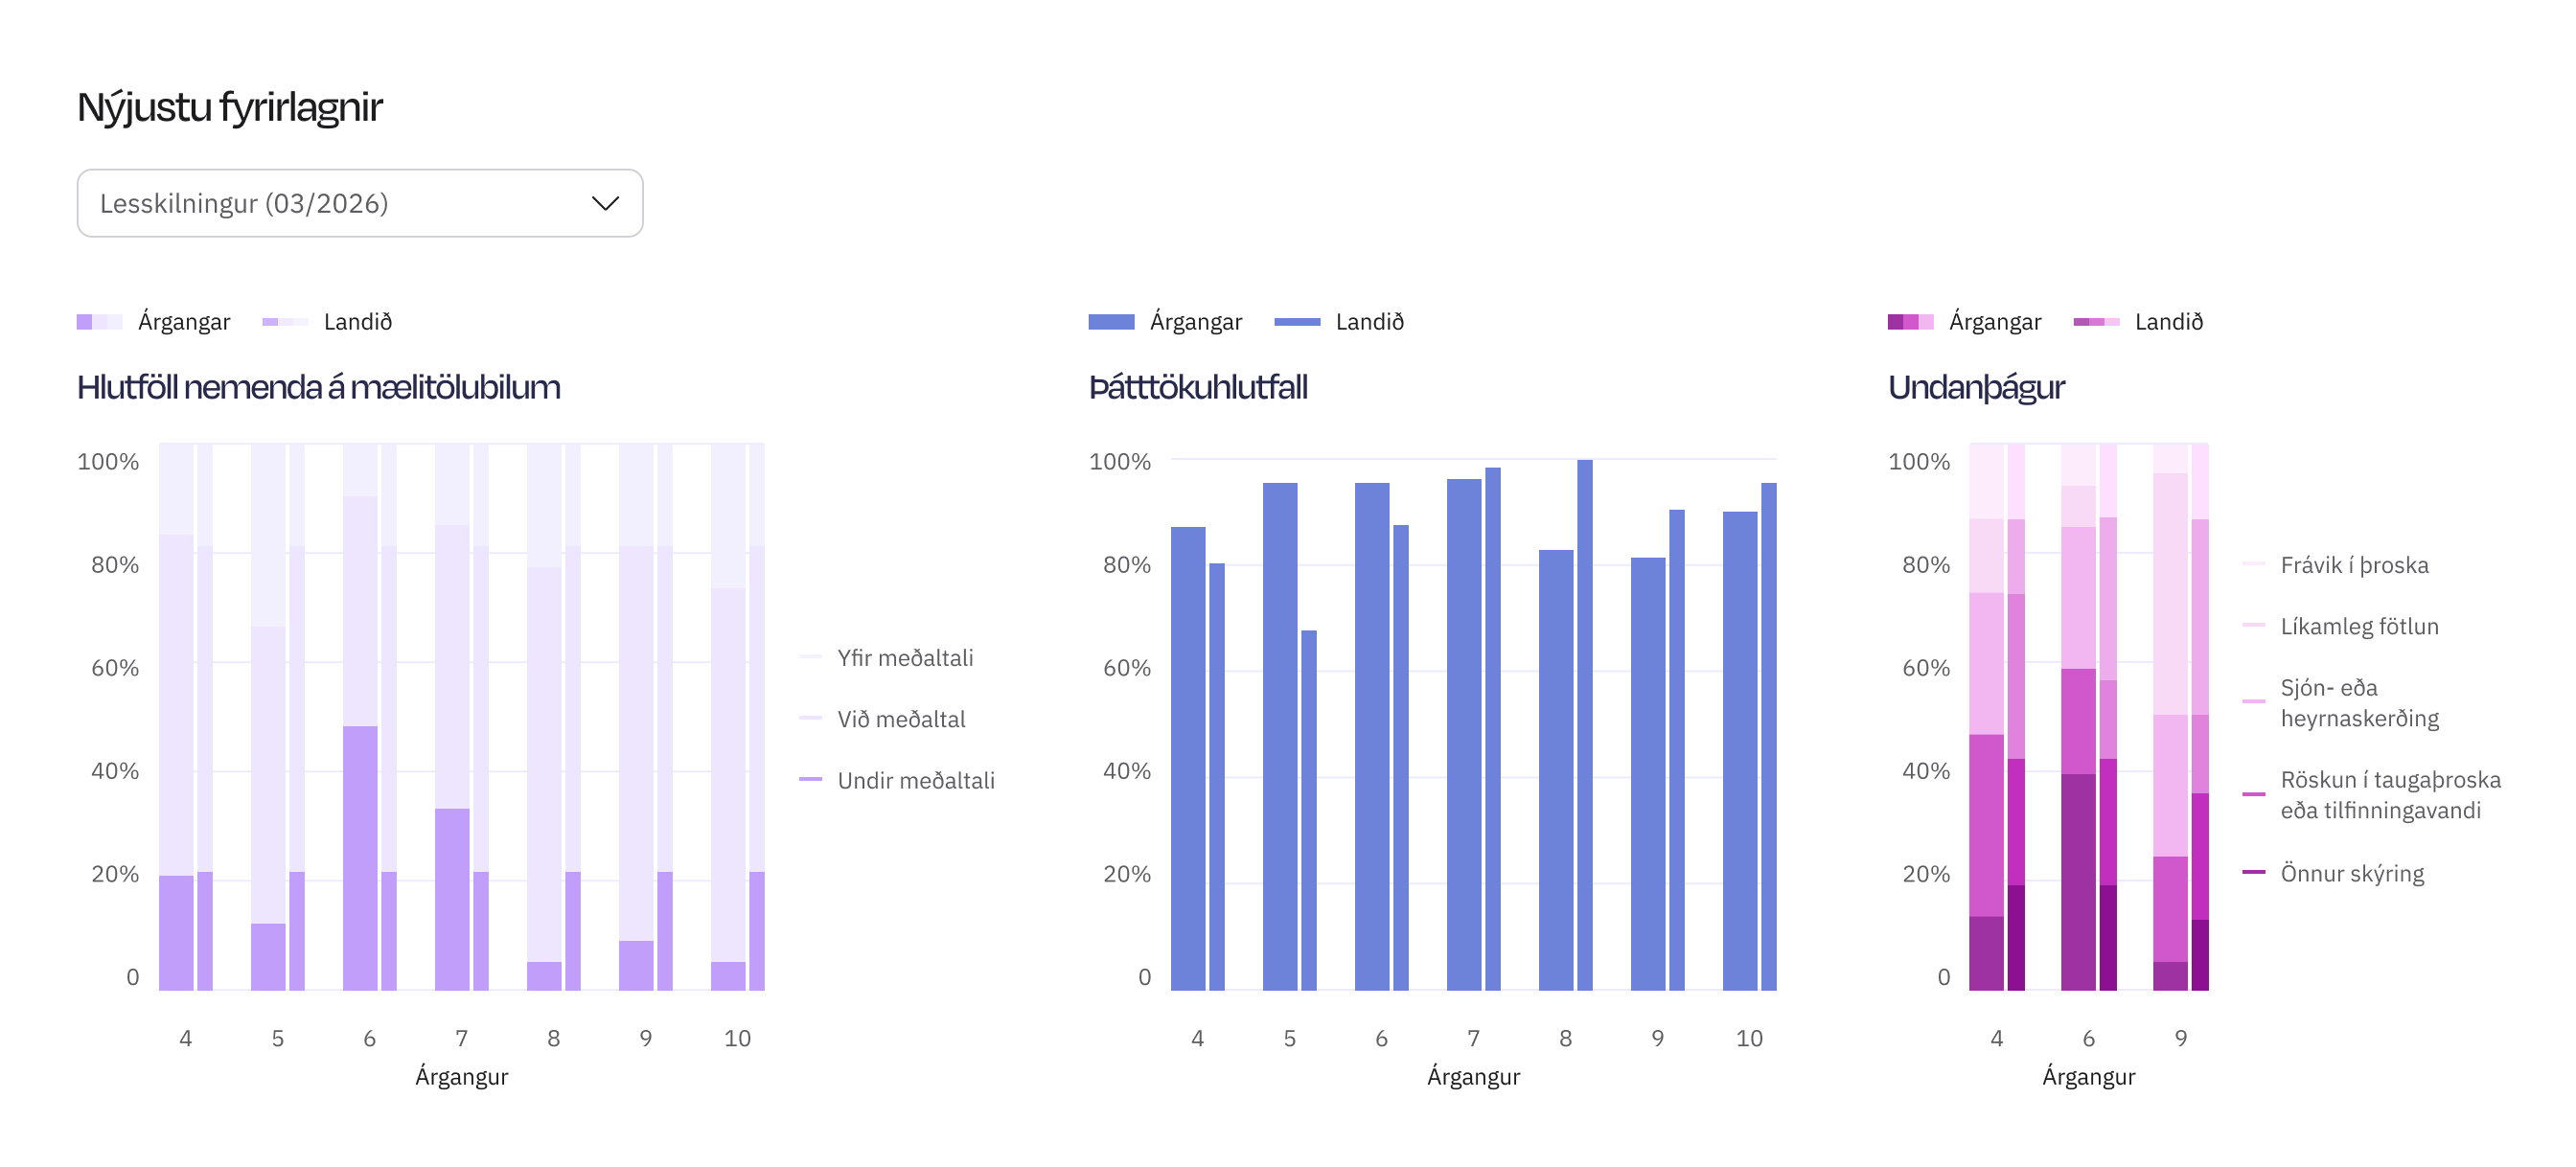 Nýjustu fyrirlagnir
Lesskilningur (03/2026)
Árgangar
Landið
Hlutföll nemenda á mælitölubilum
100%
80%
60%
40%
20%
0
4
5
6
7
8
9
10
Árgangur
Yfir meðaltali
Við meðaltal
Undir meðaltali
Árgangar
Landið
Þátttökuhlutfall
100%
80%
60%
40%
20%
0
4
5
6
7
8
9
10
Árgangur
Árgangar
Landið
Undanþágur
100%
80%
60%
40%
20%
0
4
6
9
Árgangur
Frávik í þroska
Líkamleg fötlun
Sjón- eða
heyrnaskerðing
Röskun í taugaþroska
eða tilfinningavandi
Önnur skýring